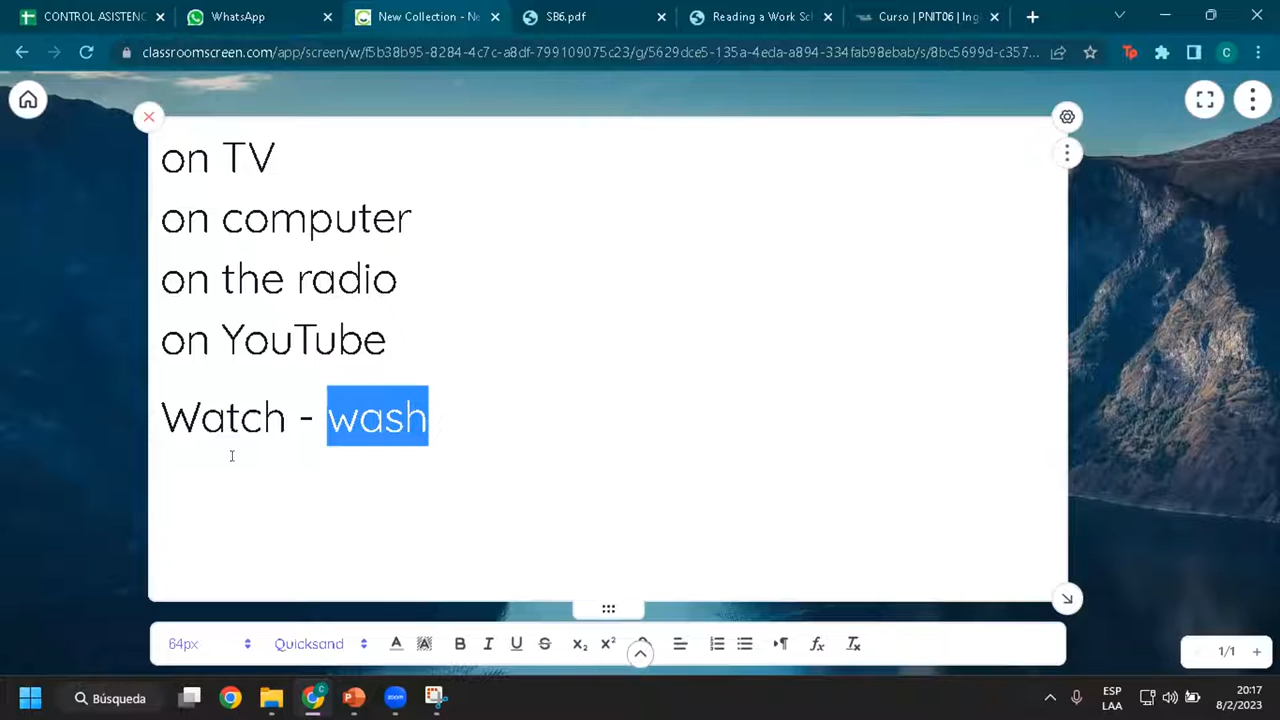 CONTROL ASISTENC
WhatsApp
New Collection - Ne
SB6.pdf
Reading a Work Sc
Curso | PNIT06 | Ing
classroomscreen.com/app/screen/w/f5b38b95-8284-4c7c-a8df-799109075c23/g/5629dce5-135a-4eda-a894-334fab98ebab/s/8bc5699d-c357...
C
on TV
on computer
on the radio
on YouTube
Watch - wash
64px
Quicksand
1/1
Búsqueda
ESP
LAA
20:17
8/2/2023